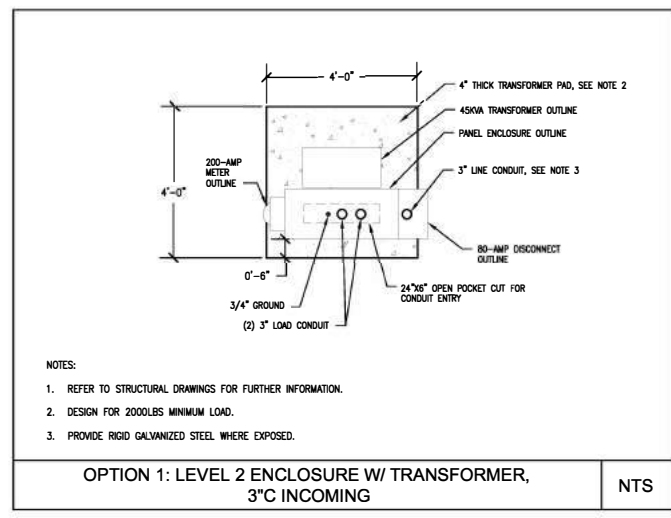 4'-0"
4" THICK TRANSFORMER PAD, SEE NOTE 2
45KVA TRANSFORMER OUTLINE
PANEL ENCLOSURE OUTLINE
200-AMP
METER
OUTLINE
3" LINE CONDUIT, SEE NOTE 3
4'-0"
80-AMP DISCONNECT
OUTLINE
0'-6"
24"X6" OPEN POCKET CUT FOR
CONDUIT ENTRY
3/4" GROUND
(2) 3" LOAD CONDUIT
NOTES:
1. REFER TO STRUCTURAL DRAWINGS FOR FURTHER INFORMATION.
2. DESIGN FOR 2000LBS MINIMUM LOAD.
3. PROVIDE RIGID GALVANIZED STEEL WHERE EXPOSED.
OPTION 1: LEVEL 2 ENCLOSURE W/ TRANSFORMER,
3"C INCOMING
NTS